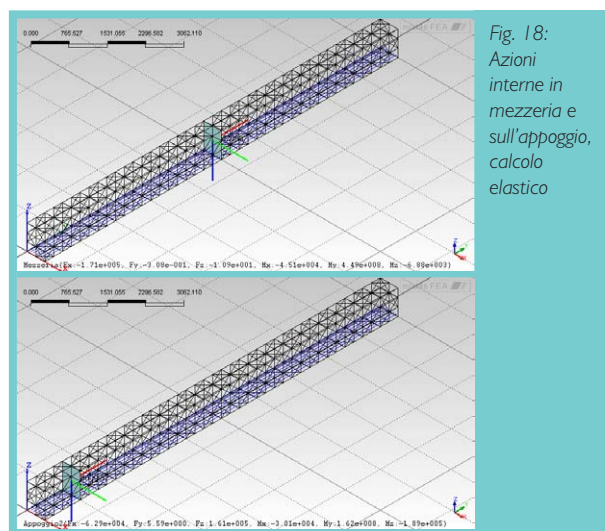 Fig. 18:
Azioni
interne in
mezzeria e
sull'appoggio,
calcolo
elastico
0.000 765.527 1531.055 2296.582 3062.110
FEA
Z
X
Mezzeria(Fx:-1.71e+005, Fy:-3.08e-001, Fz:-1.09e+001, Mx:-4.51e+004, My:4.49e+008, Mz:-6.88e+003)
0.000 765.527 1531.055 2296.582 3062.110
FEA
Z
Appoggio2(Fx:-6.29e+004, Fy:5.59e+000, Fz:1.61e+005, Mx:-3.01e+004, My:1.62e+008, Mz:-1.89e+005)